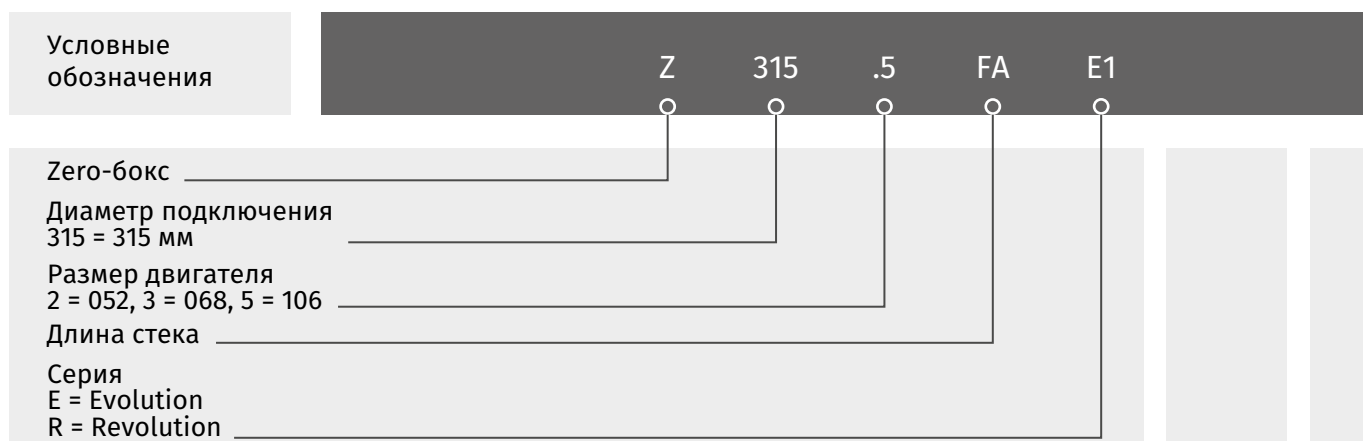 Условные
обозначения
Z 315 .5 FA E1
Zero-бокс
Диаметр подключения
315 = 315 мм
Размер двигателя
2 = 052, 3 = 068, 5 = 106
Длина стека
Серия
E = Evolution
R = Revolution